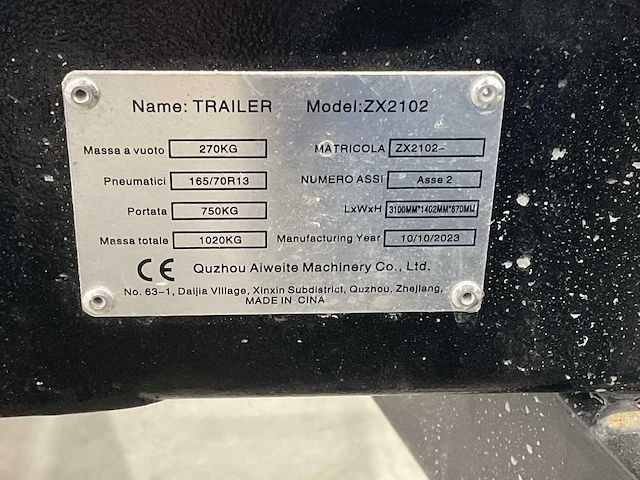 Name: TRAILER Model:ZX2102
Massa a vuoto 270KG MATRICOLA ZX2102-
Pneumatici 165/70R13 NUMERO ASSI Asse 2
Portata 750KG LxWxH 3100MM*1402MM*670MM
Massa totale 1020KG Manufacturing Year 10/10/2023
CE Quzhou Aiweite Machinery Co., Ltd.
No. 63-1, Daijia Village, Xinxin Subdistrict, Quzhou, Zhejiang,
MADE IN CINA